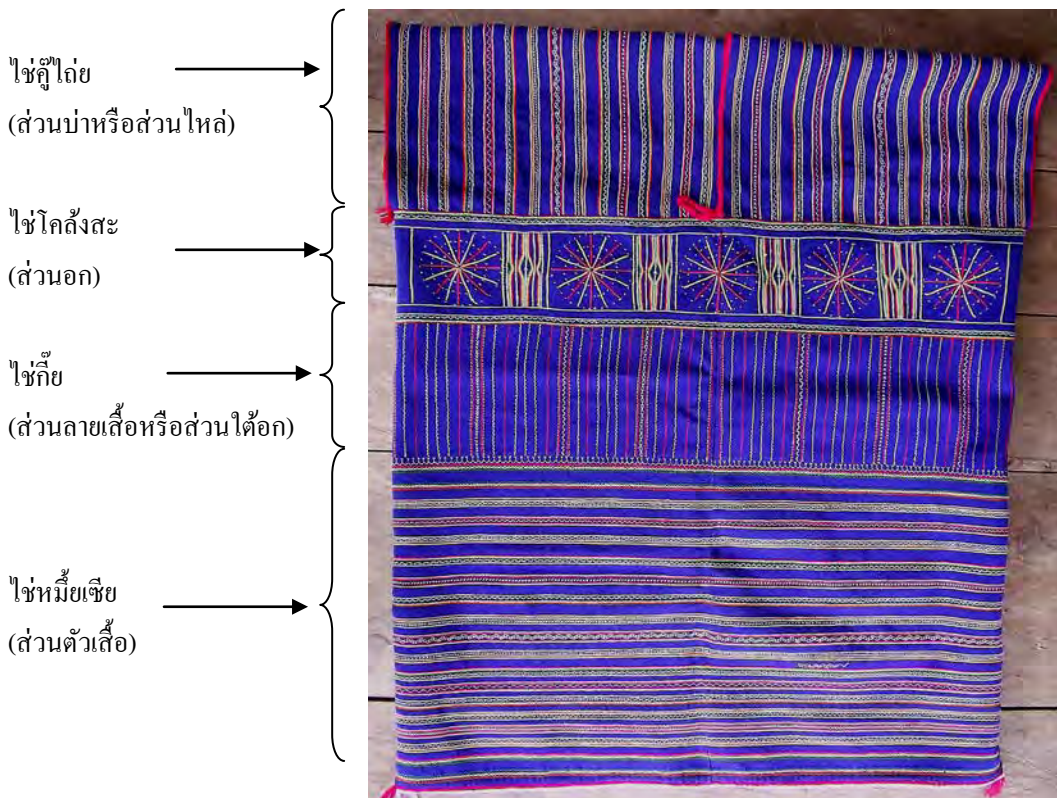 ไช่คู๊ไถ่ย
(ส่วนบ่าหรือส่วนไหล่)
ไช่โคล้งสะ
(ส่วนอก)
ไช่กี๊ย
(ส่วนลายเสื้อหรือส่วนใต้อก)
ไช่หมี้ยเซีย
(ส่วนตัวเสื้อ)